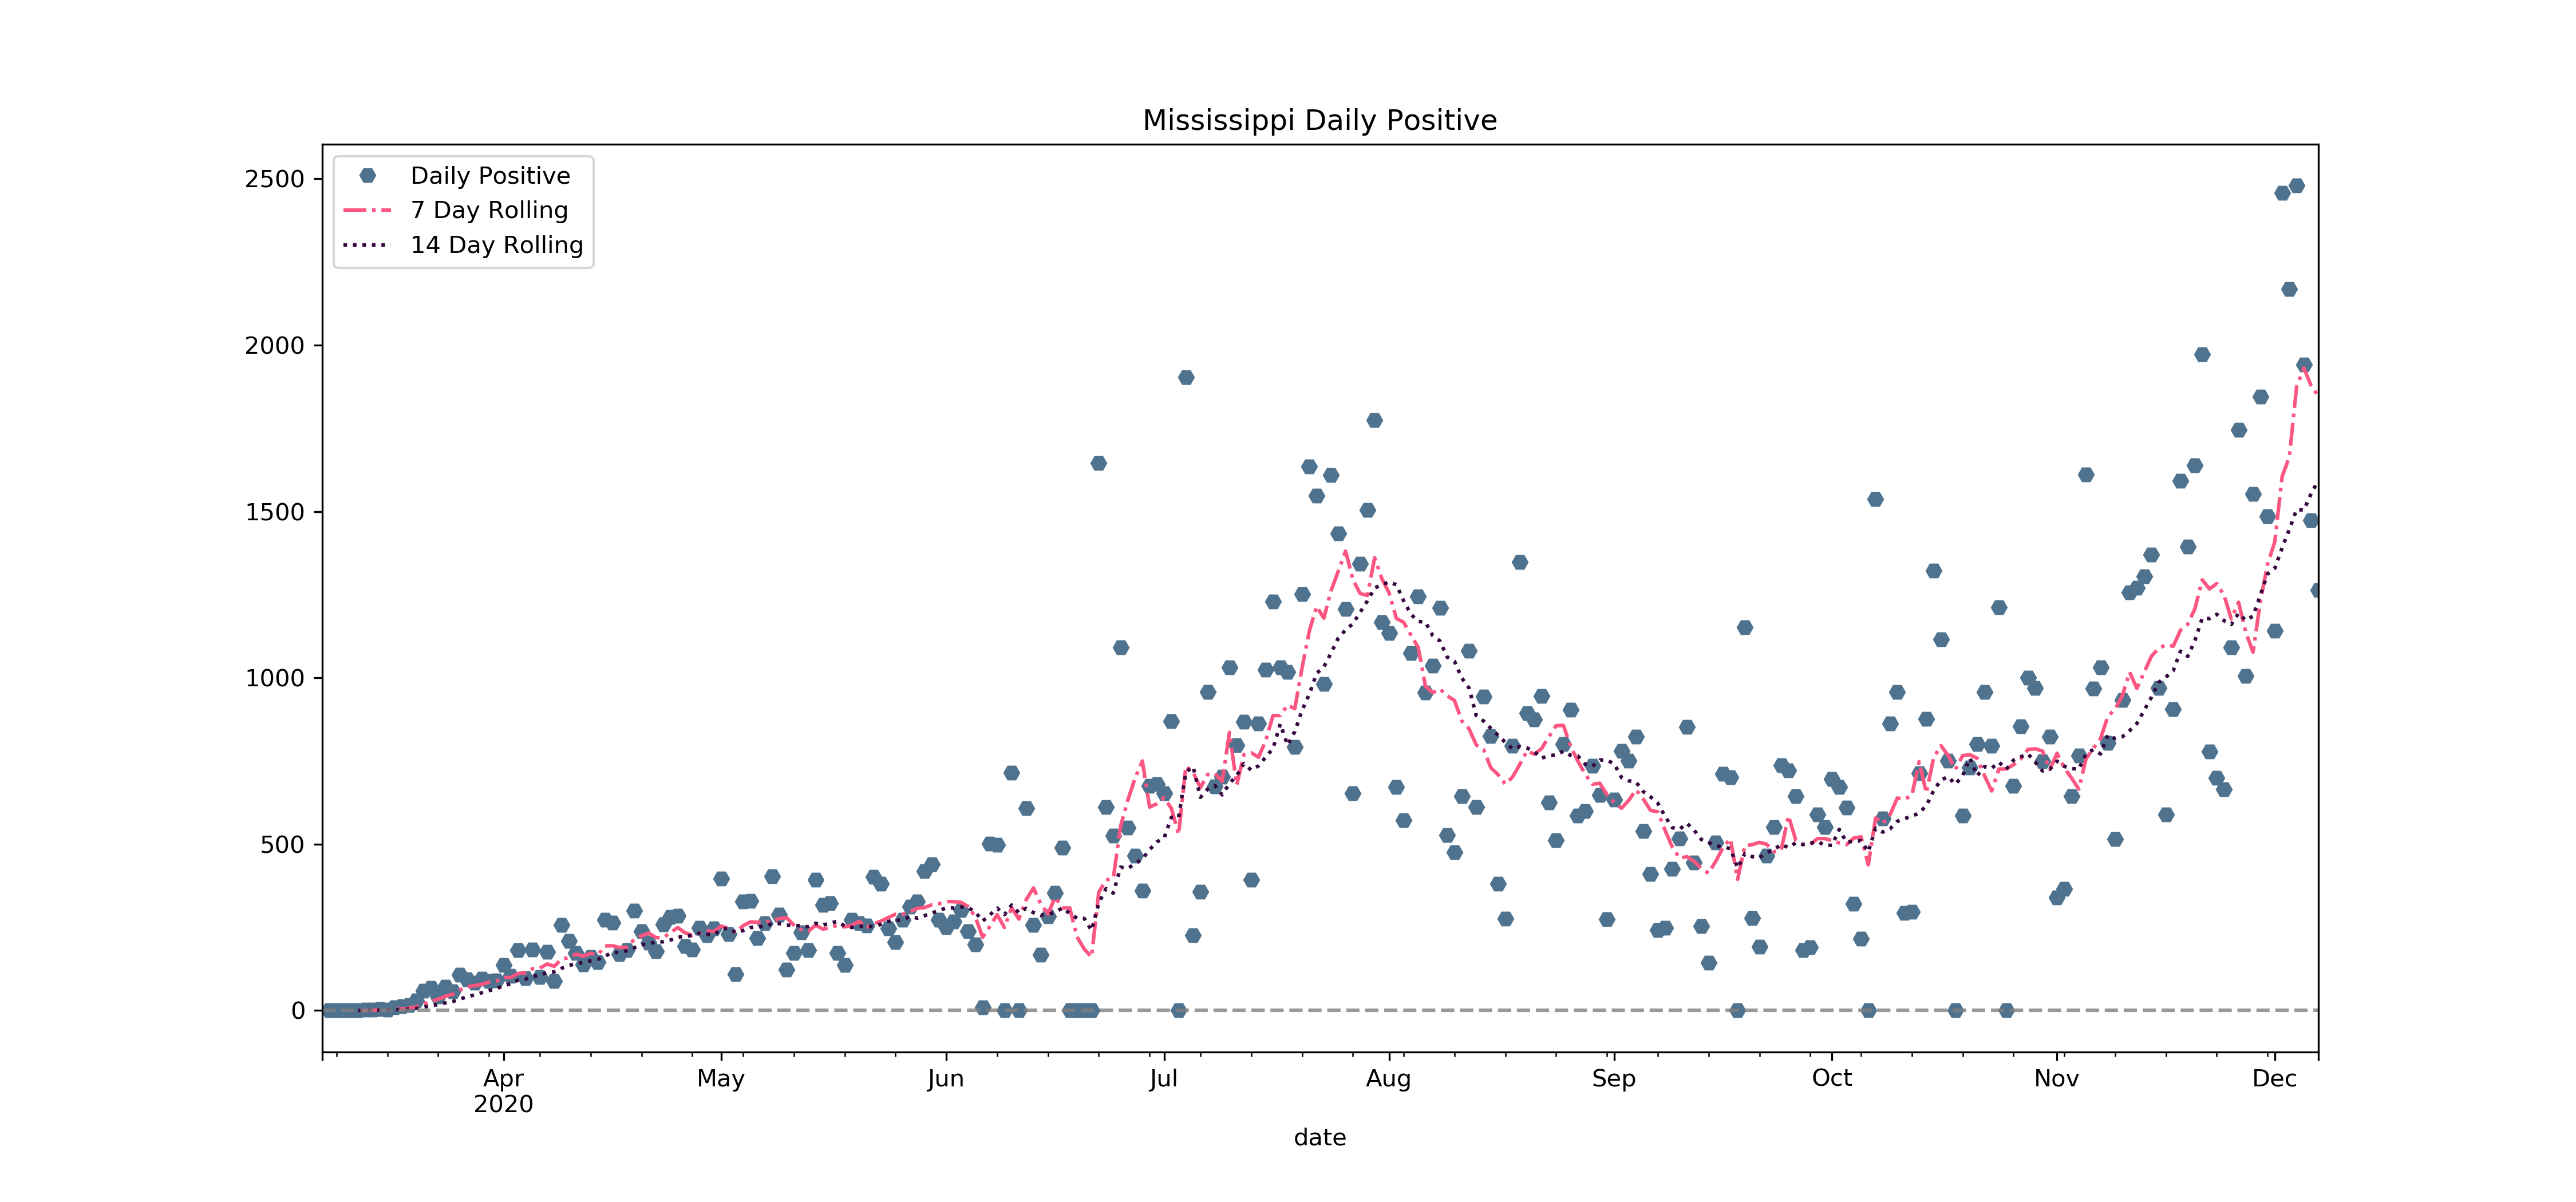 Mississippi Daily Positive
Daily Positive
7 Day Rolling
14 Day Rolling
2500
2000
1500
1000
500
0
Apr May Jun Jul Aug Sep Oct Nov Dec
2020
date